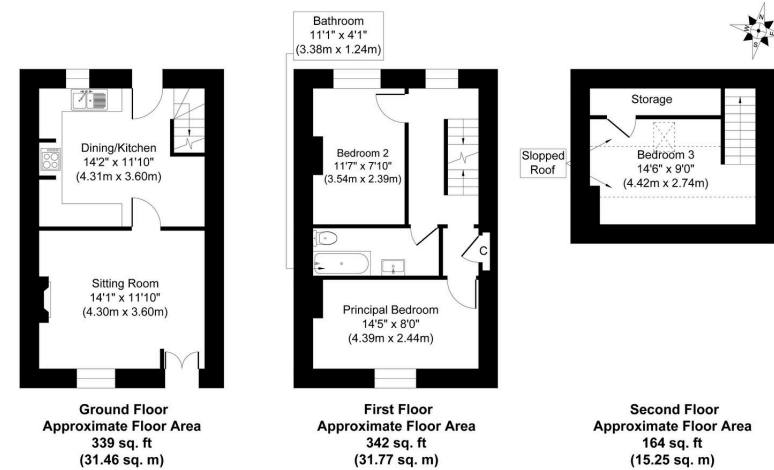 Bathroom
11'1" x 4'1"
(3.38m x 1.24m)
N
E
S
W
Dining/Kitchen
14'2" x 11'10"
(4.31m x 3.60m)
Sitting Room
14'1" x 11'10"
(4.30m x 3.60m)
Ground Floor
Approximate Floor Area
339 sq. ft
(31.46 sq. m)
Bedroom 2
11'7" x 7'10"
(3.54m x 2.39m)
C
Principal Bedroom
14'5" x 8'0"
(4.39m x 2.44m)
First Floor
Approximate Floor Area
342 sq. ft
(31.77 sq. m)
Storage
Slopped
Roof
Bedroom 3
14'6" x 9'0"
(4.42m x 2.74m)
Second Floor
Approximate Floor Area
164 sq. ft
(15.25 sq. m)